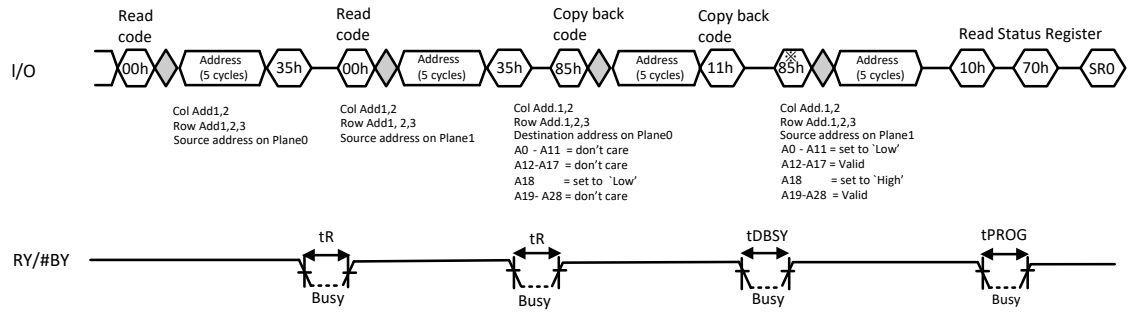 Read code
Read code
Copy back code
Copy back code
Read Status Register
I/O
00h
Address (5 cycles)
35h
00h
Address (5 cycles)
35h
85h
Address (5 cycles)
11h
※
85h
Address (5 cycles)
10h
70h
SR0
Col Add1,2
Row Add1,2,3
Source address on Plane0
Col Add1,2
Row Add1, 2,3
Source address on Plane1
Col Add.1,2
Row Add.1,2,3
Destination address on Plane0
A0 - A11 = don't care
A12-A17 = don't care
A18 = set to `Low'
A19- A28 = don't care
Col Add.1,2
Row Add.1,2,3
Source address on Plane1
A0 - A11 = set to `Low'
A12-A17 = Valid
A18 = set to `High'
A19-A28 = Valid
RY/#BY
tR
Busy
tR
Busy
tDBSY
Busy
tPROG
Busy